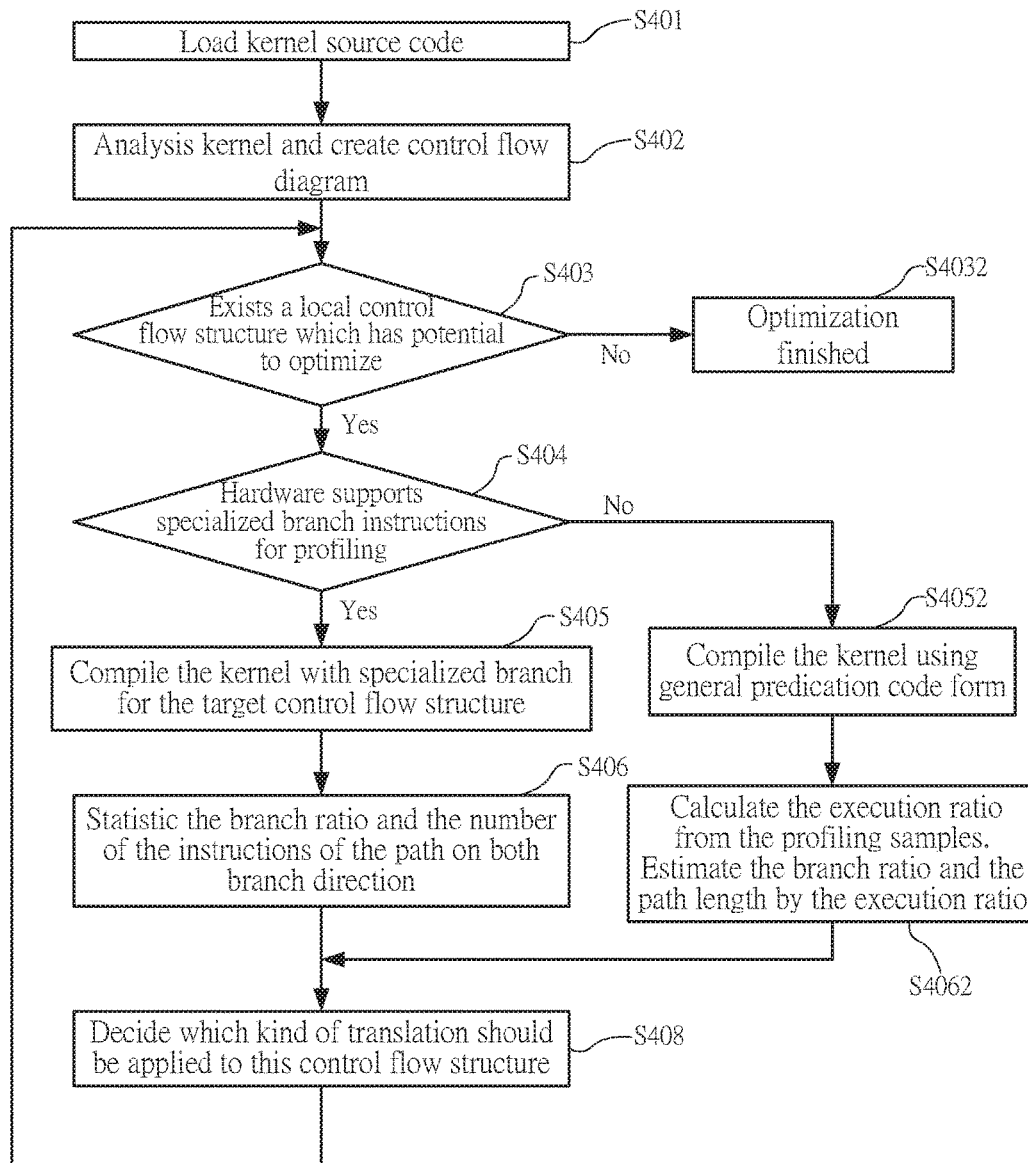 S401
Load kernel source code
S402
Analysis kernel and create control flow
diagram
S403
Exists a local control
flow structure which has potential
to optimize
No
S4032
Optimization
finished
Yes
S404
Hardware supports
specialized branch instructions
for profiling
No
Yes
S405
Compile the kernel with specialized branch
for the target control flow structure
S4052
Compile the kernel using
general predication code form
S406
Statistic the branch ratio and the number
of the instructions of the path on both
branch direction
Calculate the execution ratio
from the profiling samples.
Estimate the branch ratio and the
path length by the execution ratio
S4062
Decide which kind of translation should
be applied to this control flow structure
S408